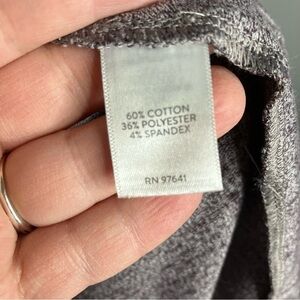 60% COTTON
36% POLYESTER
4% SPANDEX
RN 97641